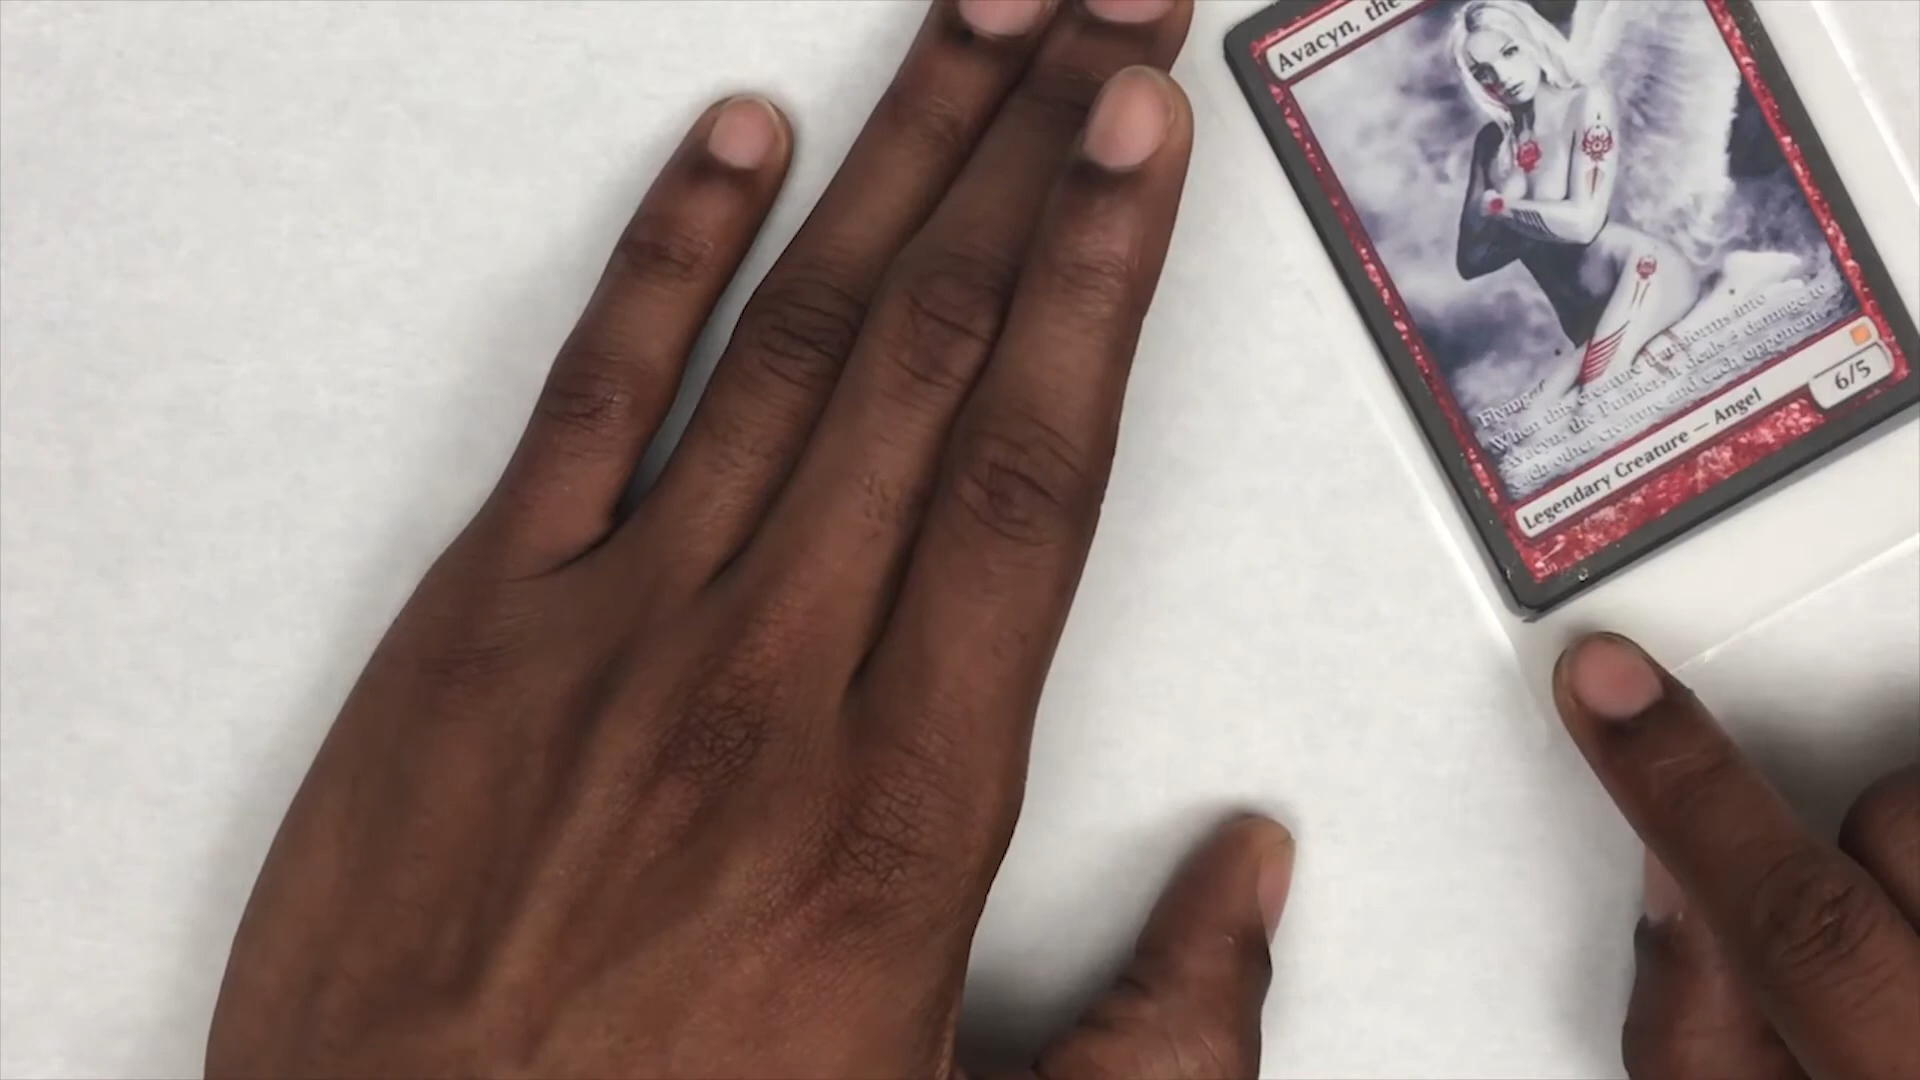 Avacyn, the
Flying
When this creature transforms into
Avacyn, the Purifier, it deals 3 damage to
each other creature and each opponent.
Legendary Creature — Angel
6/5